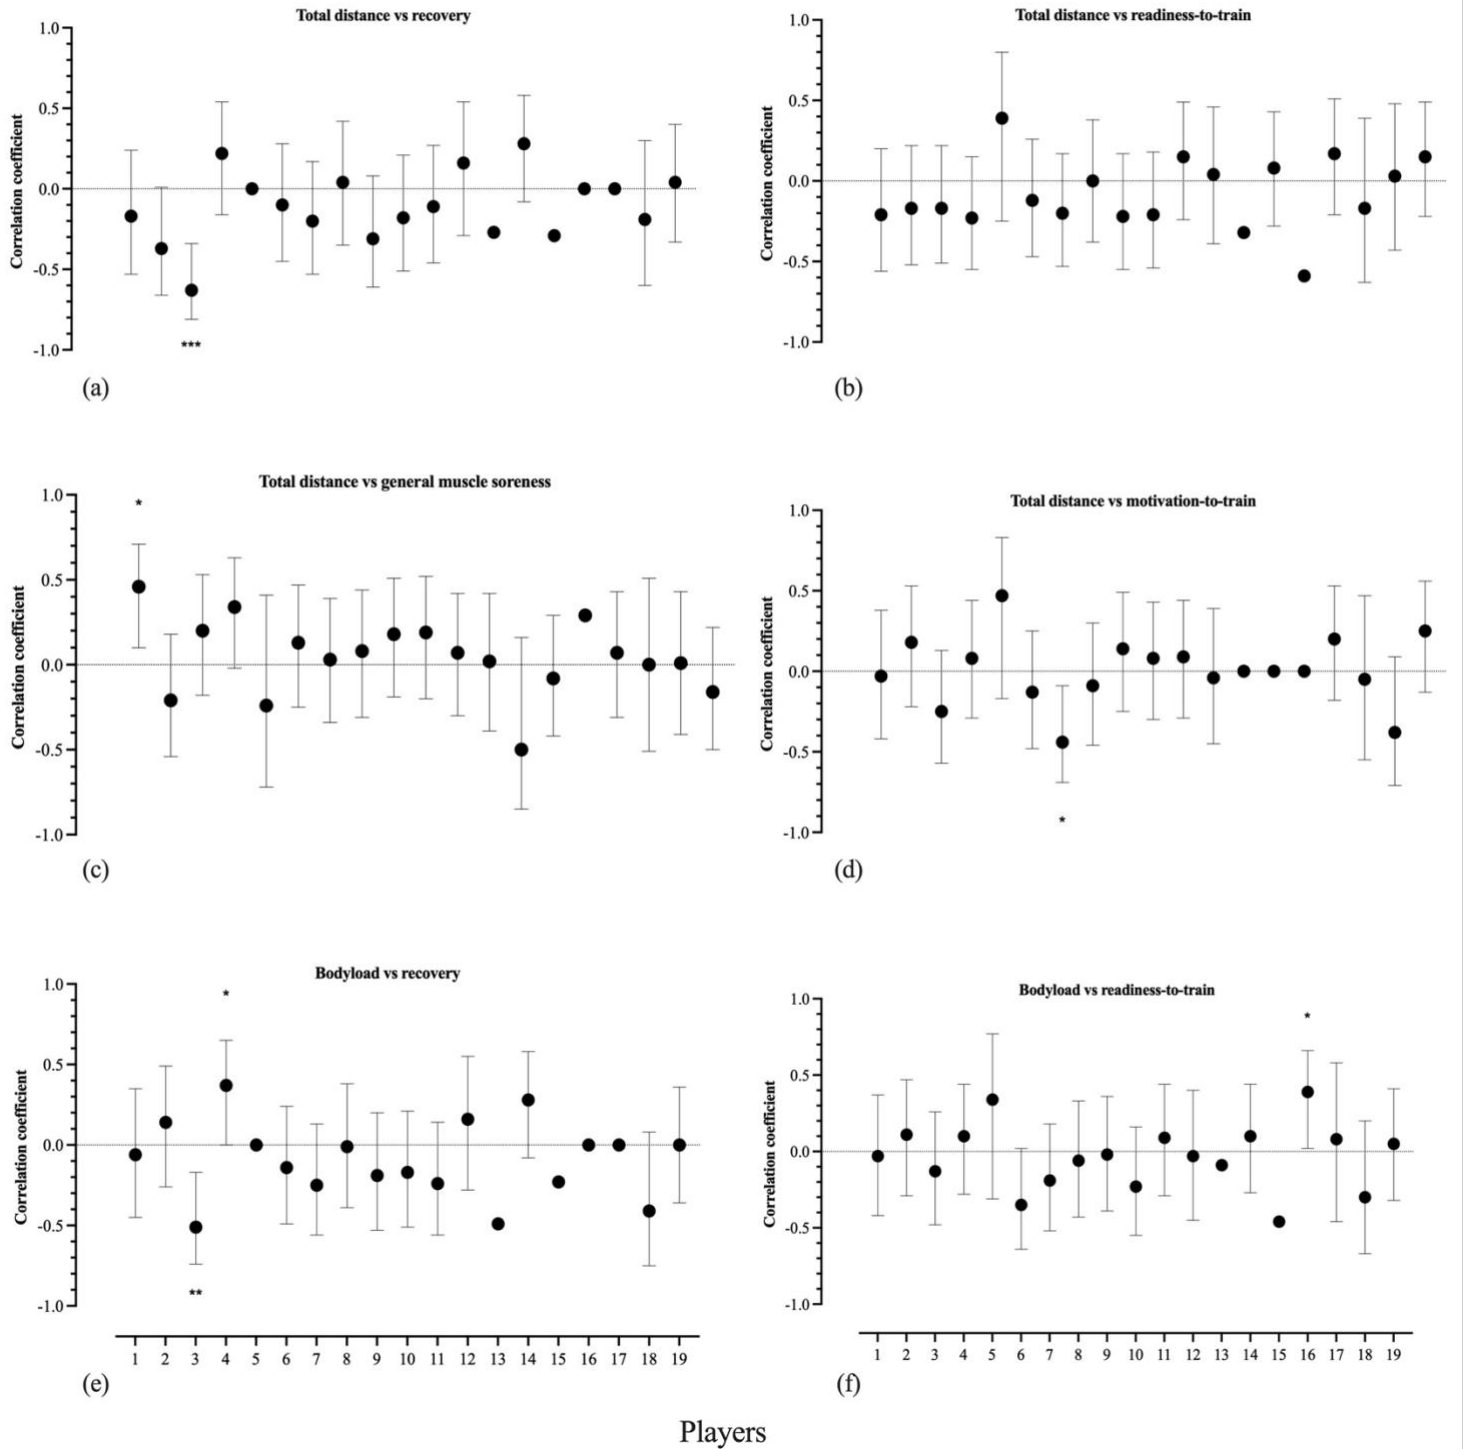 Total distance vs recovery
Correlation coefficient
1.0
0.5
0.0
-0.5
-1.0
***
(a)
Total distance vs readiness-to-train
Correlation coefficient
1.0
0.5
0.0
-0.5
-1.0
(b)
Total distance vs general muscle soreness
Correlation coefficient
1.0
0.5
0.0
-0.5
-1.0
*
(c)
Total distance vs motivation-to-train
Correlation coefficient
1.0
0.5
0.0
-0.5
-1.0
*
(d)
Bodyload vs recovery
Correlation coefficient
1.0
0.5
0.0
-0.5
-1.0
*
**
1 2 3 4 5 6 7 8 9 10 11 12 13 14 15 16 17 18 19
(e)
Bodyload vs readiness-to-train
Correlation coefficient
1.0
0.5
0.0
-0.5
-1.0
*
1 2 3 4 5 6 7 8 9 10 11 12 13 14 15 16 17 18 19
(f)
Players